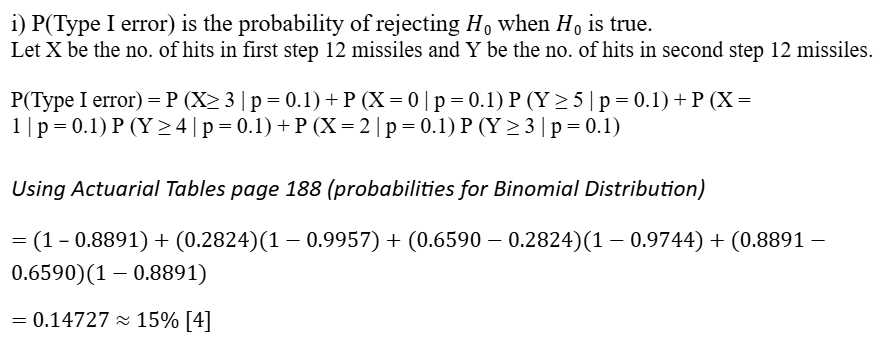 i) P(Type I error) is the probability of rejecting H₀ when H₀ is true.
Let X be the no. of hits in first step 12 missiles and Y be the no. of hits in second step 12 missiles.
P(Type I error) = P (X≥ 3 | p = 0.1) + P (X = 0 | p = 0.1) P (Y ≥ 5 | p = 0.1) + P (X =
1 | p = 0.1) P (Y ≥ 4 | p = 0.1) + P (X = 2 | p = 0.1) P (Y ≥ 3 | p = 0.1)
Using Actuarial Tables page 188 (probabilities for Binomial Distribution)
= (1 – 0.8891) + (0.2824)(1 − 0.9957) + (0.6590 − 0.2824)(1 − 0.9744) + (0.8891 −
0.6590)(1 − 0.8891)
= 0.14727 ≈ 15% [4]